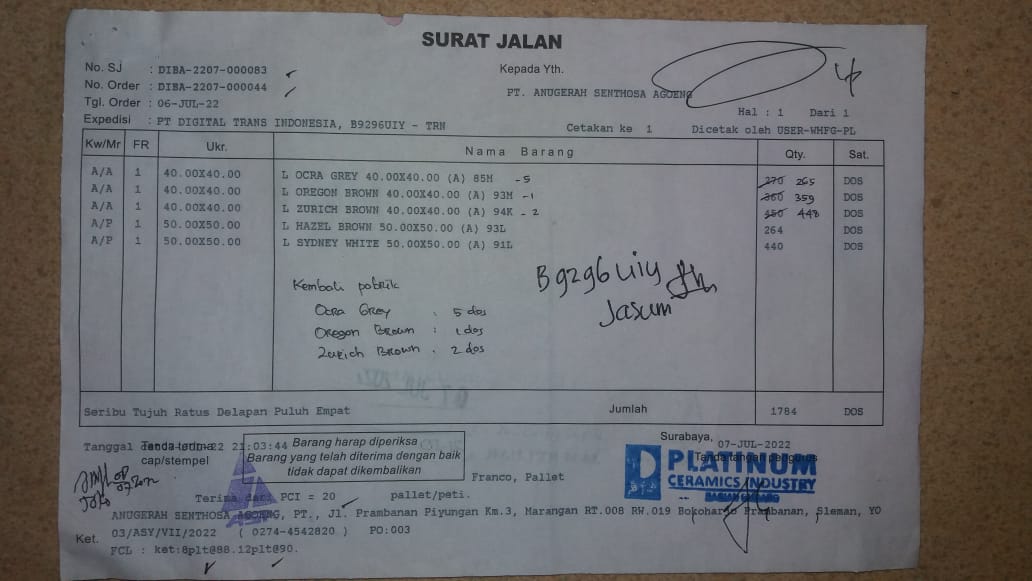 SURAT JALAN
No. SJ : DIBA-2207-000083
No. Order : DIBA-2207-000044
Tgl. Order : 06-JUL-22
Expedisi : PT DIGITAL TRANS INDONESIA, B9296UIY - TRN
Kepada Yth.
PT. ANUGERAH SENTHOSA AGOENG
Hal : 1 Dari 1
Cetakan ke 1 Dicetak oleh USER-WHFG-PL
Kw/Mr FR Ukr. Nama Barang Qty. Sat.
A/A 1 40.00X40.00 L OCRA GREY 40.00X40.00 (A) 85M -5 270 265 DOS
A/A 1 40.00X40.00 L OREGON BROWN 40.00X40.00 (A) 93M -1 360 359 DOS
A/A 1 40.00X40.00 L ZURICH BROWN 40.00X40.00 (A) 94K -2 450 448 DOS
A/P 1 50.00X50.00 L HAZEL BROWN 50.00X50.00 (A) 93L 264 DOS
A/P 1 50.00X50.00 L SYDNEY WHITE 50.00X50.00 (A) 91L 440 DOS
Kembali pabrik
Ocra Grey : 5 dos
Oregon Brown : 1 dos
Zurich Brown : 2 dos
B9296UIY
Jasum
Seribu Tujuh Ratus Delapan Puluh Empat Jumlah 1784 DOS
Tanggal 21:03:44
Tanda terima
cap/stempel
Barang harap diperiksa
Barang yang telah diterima dengan baik
tidak dapat dikembalikan
Surabaya, 07-JUL-2022
Tanda tangan pengurus
PLATINUM
CERAMICS INDUSTRY
BAGIAN GUDANG
Franco, Pallet
Terima dari PCI = 20 pallet/peti.
ANUGERAH SENTHOSA AGOENG, PT., Jl. Prambanan Piyungan Km.3, Marangan RT.008 RW.019 Bokoharjo Prambanan, Sleman, YO
Ket. 03/ASY/VII/2022 ( 0274-4542820 ) PO:003
FCL : ket:8plt@88.12plt@90.